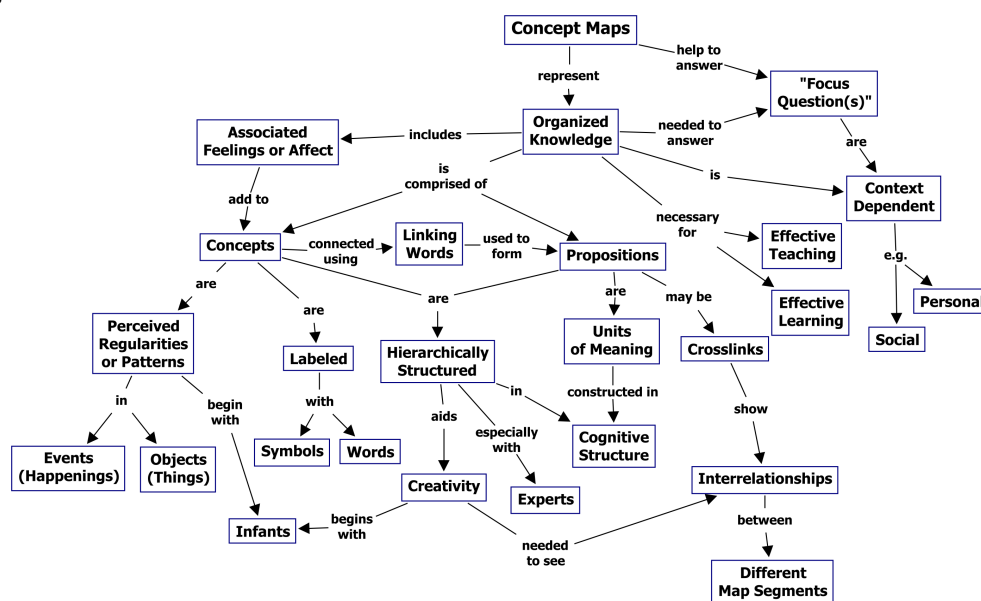 Concept Maps
help to
answer
represent
"Focus
Question(s)"
Organized
Knowledge
needed to
answer
Associated
Feelings or Affect
includes
are
is
comprised of
is
Context
Dependent
add to
necessary
for
Concepts
connected
using
Linking
Words
used to
form
Propositions
Effective
Teaching
e.g.
are
are
are
are
may be
Effective
Learning
Personal
Perceived
Regularities
or Patterns
Labeled
Hierarchically
Structured
Units
of Meaning
Crosslinks
Social
in
begin
with
with
aids
in
constructed in
especially
with
show
Events
(Happenings)
Objects
(Things)
Symbols
Words
Cognitive
Structure
Creativity
Experts
Interrelationships
Infants
begins
with
needed
to see
between
Different
Map Segments